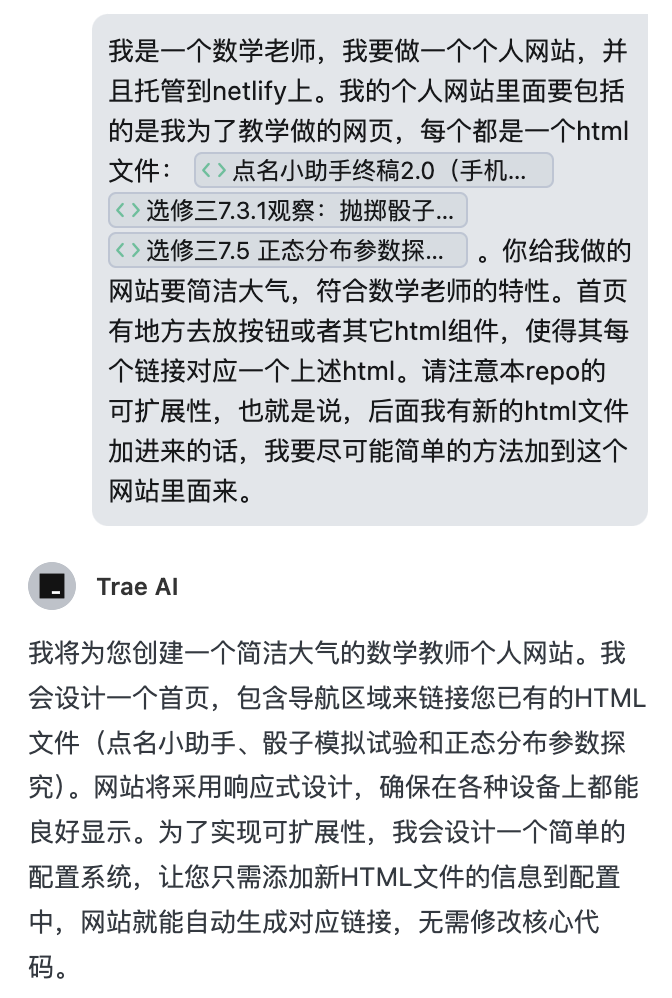 我是一个数学老师，我要做一个个人网站，并
且托管到netlify上。我的个人网站里面要包括
的是我为了教学做的网页，每个都是一个html
文件： <> 点名小助手终稿2.0（手机...
<> 选修三7.3.1观察：抛掷骰子...
<> 选修三7.5 正态分布参数探... 。你给我做的
网站要简洁大气，符合数学老师的特性。首页
有地方去放按钮或者其它html组件，使得其每
个链接对应一个上述html。请注意本repo的
可扩展性，也就是说，后面我有新的html文件
加进来的话，我要尽可能简单的方法加到这个
网站里面来。
Trae AI
我将为您创建一个简洁大气的数学教师个人网站。我
会设计一个首页，包含导航区域来链接您已有的HTML
文件（点名小助手、骰子模拟试验和正态分布参数探
究）。网站将采用响应式设计，确保在各种设备上都能
良好显示。为了实现可扩展性，我会设计一个简单的
配置系统，让您只需添加新HTML文件的信息到配置
中，网站就能自动生成对应链接，无需修改核心代
码。